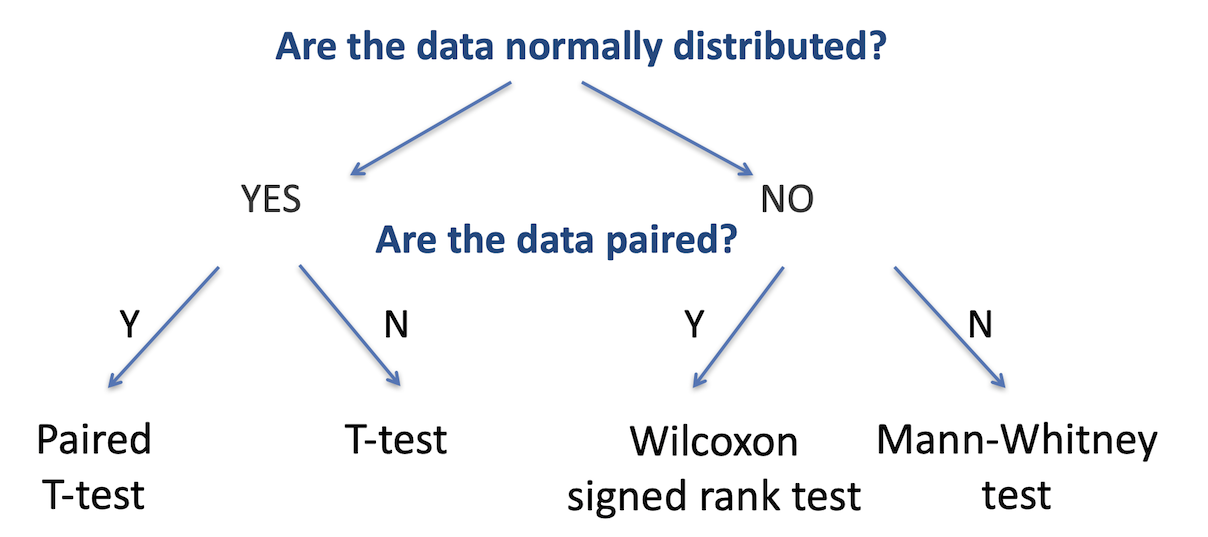 Are the data normally distributed?
YES
NO
Are the data paired?
Y
N
Y
N
Paired
T-test
T-test
Wilcoxon
signed rank test
Mann-Whitney
test